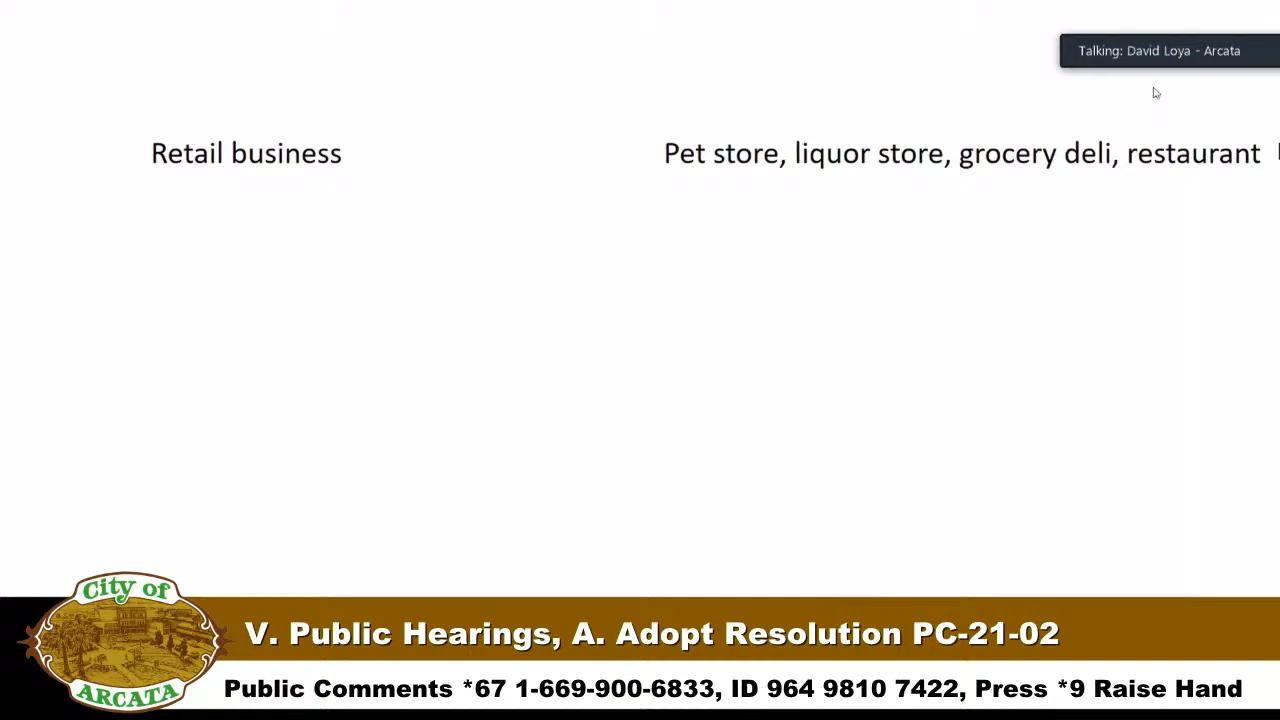 Talking: David Loya - Arcata
Retail business
Pet store, liquor store, grocery deli, restaurant
City of
ARCATA
V. Public Hearings, A. Adopt Resolution PC-21-02
Public Comments *67 1-669-900-6833, ID 964 9810 7422, Press *9 Raise Hand